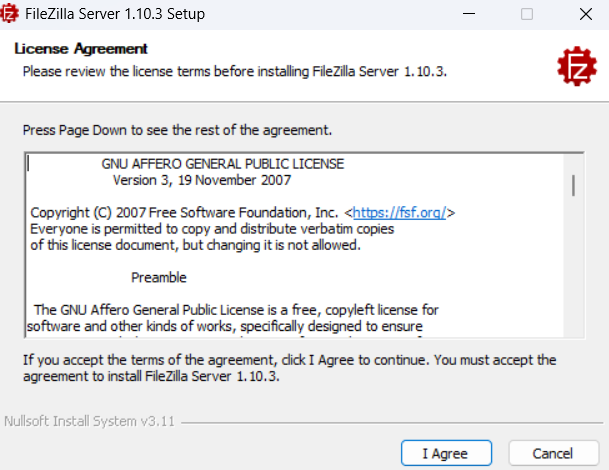 FileZilla Server 1.10.3 Setup
License Agreement
Please review the license terms before installing FileZilla Server 1.10.3.
Fz
Press Page Down to see the rest of the agreement.
GNU AFFERO GENERAL PUBLIC LICENSE
Version 3, 19 November 2007
Copyright (C) 2007 Free Software Foundation, Inc. <https://fsf.org/>
Everyone is permitted to copy and distribute verbatim copies
of this license document, but changing it is not allowed.
Preamble
The GNU Affero General Public License is a free, copyleft license for
software and other kinds of works, specifically designed to ensure
If you accept the terms of the agreement, click I Agree to continue. You must accept the
agreement to install FileZilla Server 1.10.3.
Nullsoft Install System v3.11
I Agree
Cancel